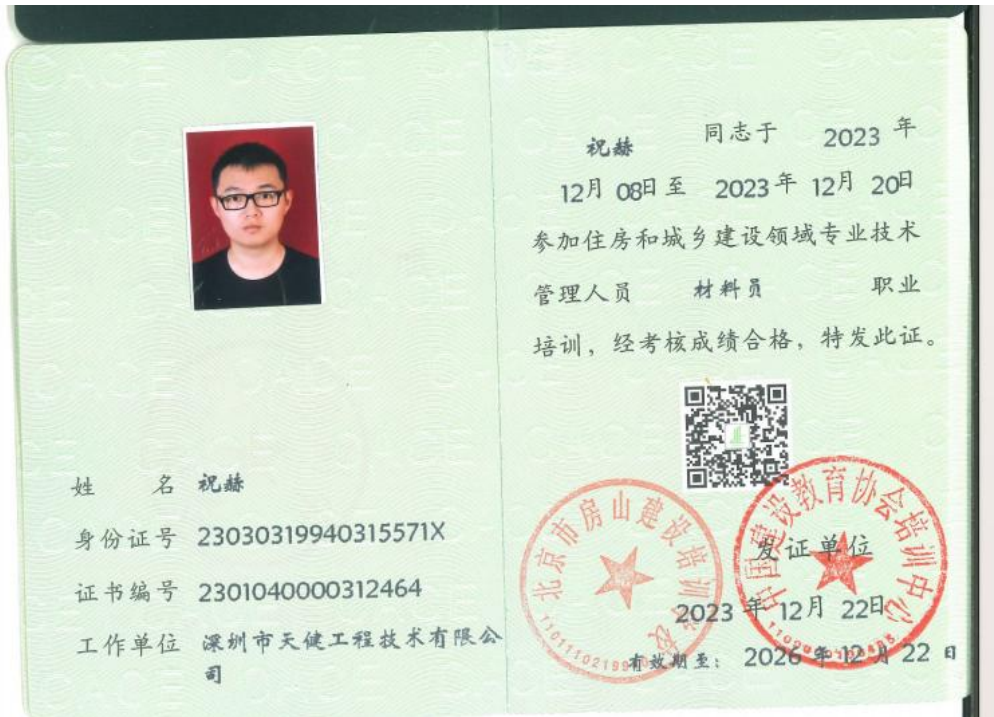 姓 名 祝赫
身份证号 23030319940315571X
证书编号 2301040000312464
工作单位 深圳市天健工程技术有限公
司
祝赫 同志于 2023 年
12月 08日 至 2023 年 12月 20日
参加住房和城乡建设领域专业技术
管理人员 材料员 职业
培训，经考核成绩合格，特发此证。
北京市房山建设培训学校
中国建设教育协会培训中心
发证单位
2023 年 12月 22日
有效期至： 2026 年 12 月 22 日
CACE